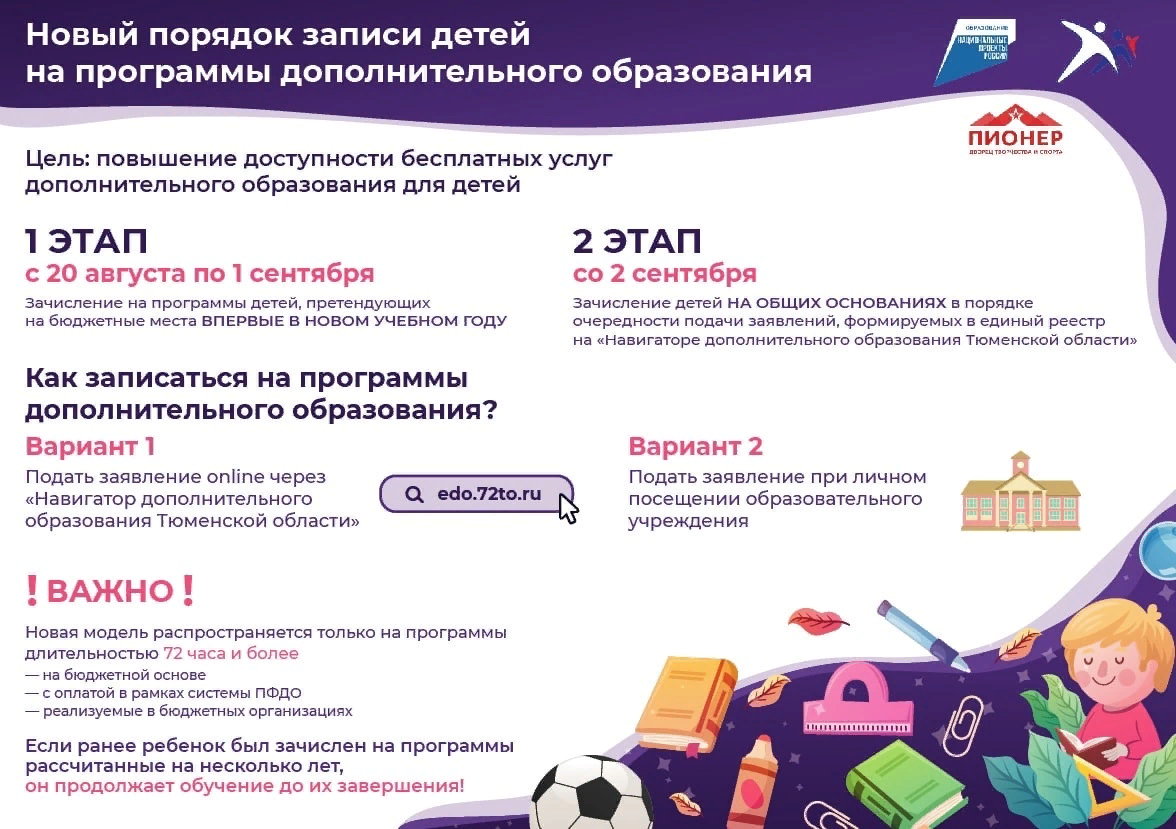 Новый порядок записи детей
на программы дополнительного образования
ОБРАЗОВАНИЕ
НАЦИОНАЛЬНЫЕ
ПРОЕКТЫ
РОССИИ
ПИОНЕР
ДВОРЕЦ ТВОРЧЕСТВА И СПОРТА
Цель: повышение доступности бесплатных услуг
дополнительного образования для детей
1 ЭТАП
с 20 августа по 1 сентября
Зачисление на программы детей, претендующих
на бюджетные места ВПЕРВЫЕ В НОВОМ УЧЕБНОМ ГОДУ
2 ЭТАП
со 2 сентября
Зачисление детей НА ОБЩИХ ОСНОВАНИЯХ в порядке
очередности подачи заявлений, формируемых в единый реестр
на «Навигаторе дополнительного образования Тюменской области»
Как записаться на программы
дополнительного образования?
Вариант 1
Подать заявление online через
«Навигатор дополнительного
образования Тюменской области»
edo.72to.ru
Вариант 2
Подать заявление при личном
посещении образовательного
учреждения
! ВАЖНО !
Новая модель распространяется только на программы
длительностью 72 часа и более
— на бюджетной основе
— с оплатой в рамках системы ПФДО
— реализуемые в бюджетных организациях
Если ранее ребенок был зачислен на программы
рассчитанные на несколько лет,
он продолжает обучение до их завершения!